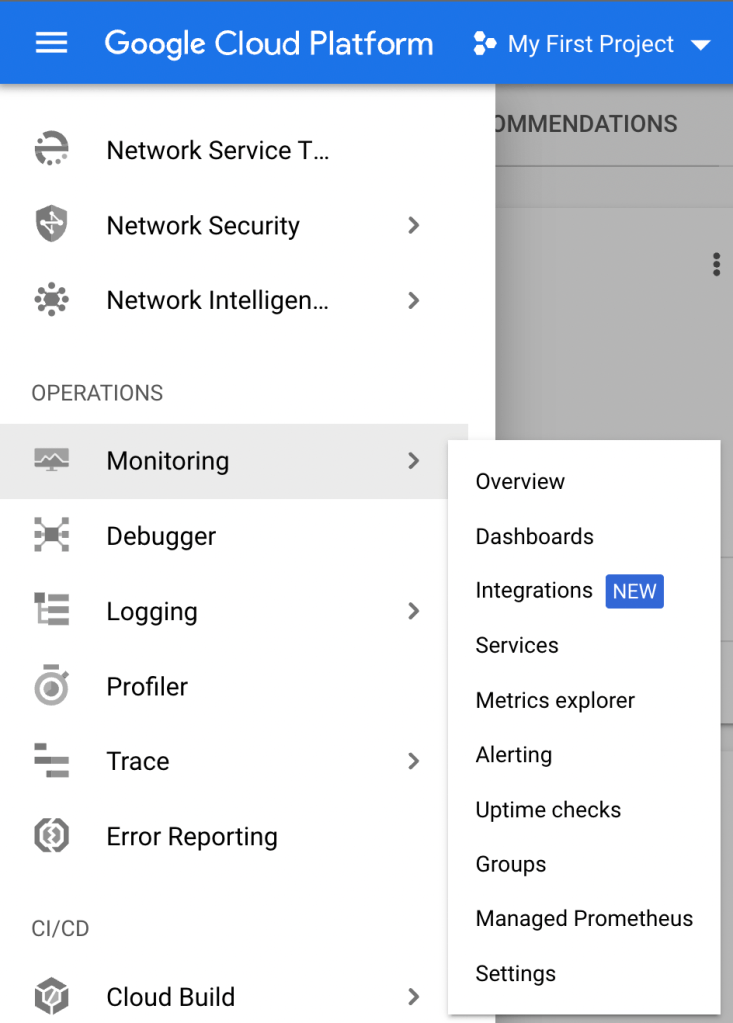 Google Cloud Platform
My First Project
OMMENDATIONS
Network Service T...
Network Security
Network Intelligen...
OPERATIONS
Monitoring
Debugger
Logging
Profiler
Trace
Error Reporting
CI/CD
Cloud Build
Overview
Dashboards
Integrations NEW
Services
Metrics explorer
Alerting
Uptime checks
Groups
Managed Prometheus
Settings